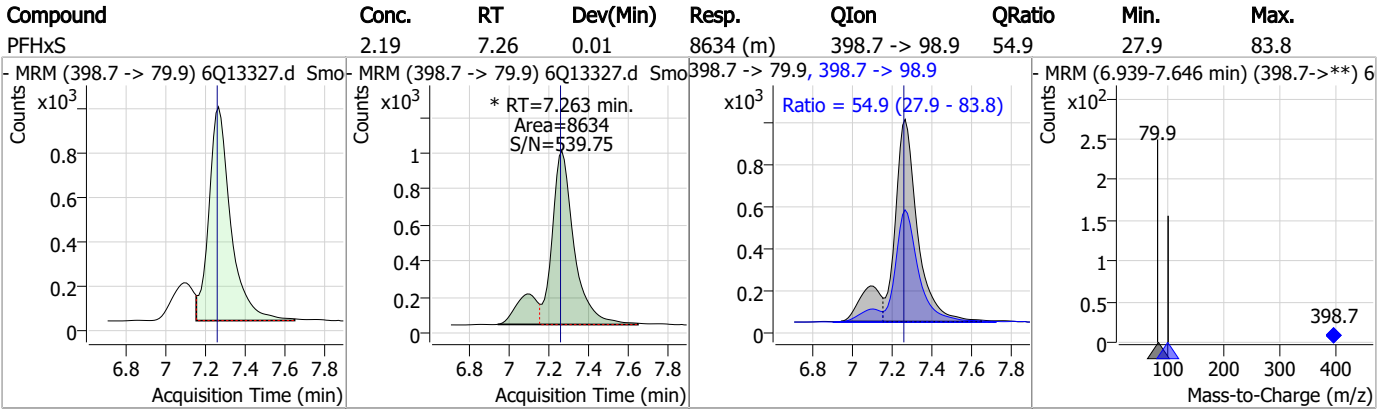 Compound Conc. RT Dev(Min) Resp. QIon QRatio Min. Max.
PFHxS 2.19 7.26 0.01 8634 (m) 398.7 -> 98.9 54.9 27.9 83.8
- MRM (398.7 -> 79.9) 6Q13327.d Smo
Counts
x10³
0.8
0.6
0.4
0.2
0
6.8 7 7.2 7.4 7.6 7.8
Acquisition Time (min)
- MRM (398.7 -> 79.9) 6Q13327.d Smo
Counts
x10³
* RT=7.263 min.
Area=8634
S/N=539.75
1
0.8
0.6
0.4
0.2
0
6.8 7 7.2 7.4 7.6 7.8
Acquisition Time (min)
398.7 -> 79.9, 398.7 -> 98.9
x10³
Ratio = 54.9 (27.9 - 83.8)
0.8
0.6
0.4
0.2
0
6.8 7 7.2 7.4 7.6 7.8
Acquisition Time (min)
- MRM (6.939-7.646 min) (398.7->**) 6
Counts
x10²
79.9
2.5
2
1.5
1
0.5
0
398.7
100 200 300 400
Mass-to-Charge (m/z)